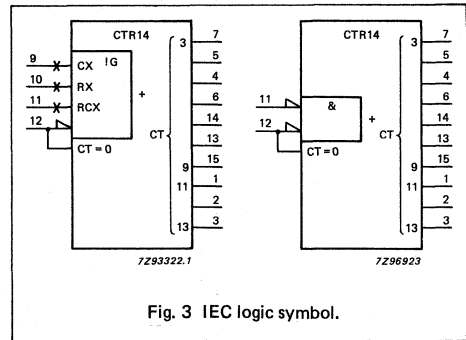 CTR14
9 CX !G 3 7
10 RX 5
11 RCX + 4
12 6
CT 14
CT = 0 13
9 15
11 1
2
13 3
7Z93322.1
CTR14
3 7
5
4
11 & 6
12 + CT 14
CT = 0 13
9 15
11 1
2
13 3
7Z96923
Fig. 3 IEC logic symbol.